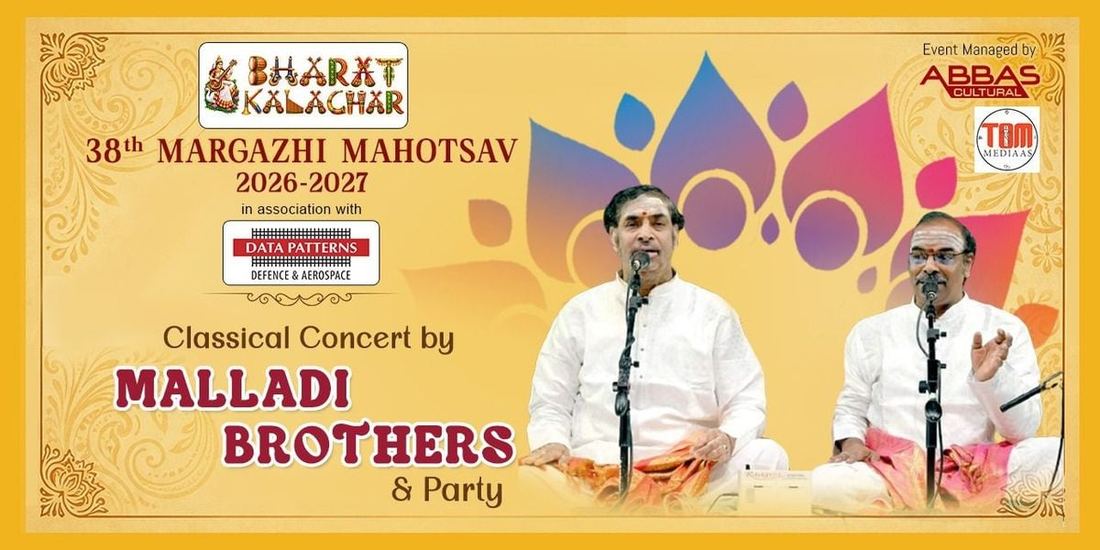 BHARAT
KALACHAR
38th MARGAZHI MAHOTSAV
2026-2027
in association with
DATA PATTERNS
DEFENCE & AEROSPACE
Classical Concert by
MALLADI
BROTHERS
& Party
Event Managed by
ABBAS
CULTURAL
TBM
MEDIAAS